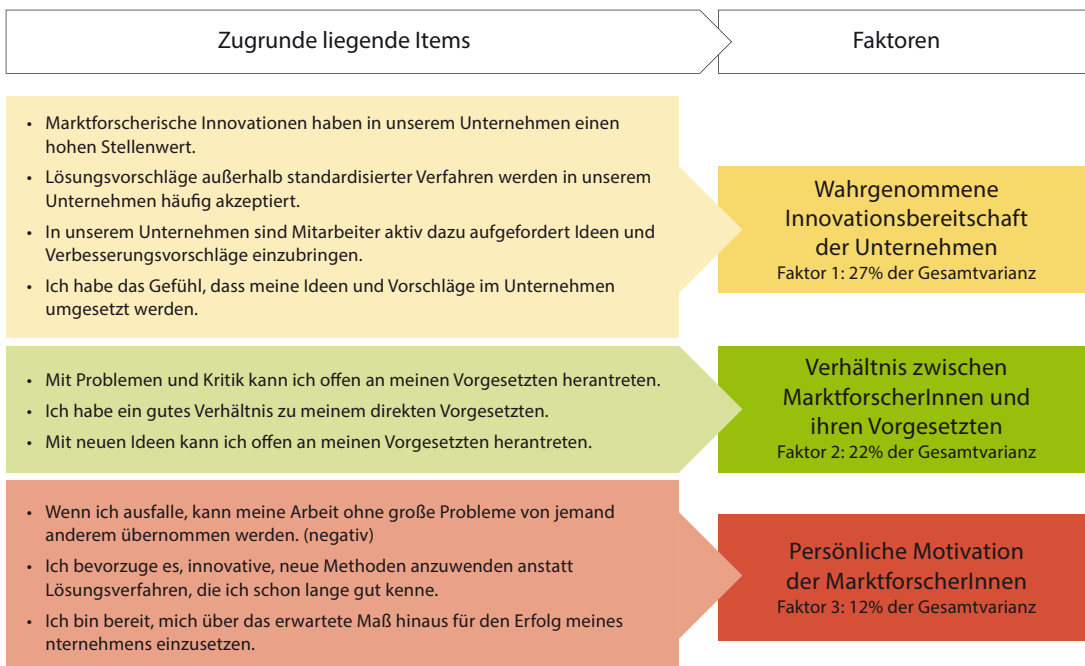 Zugrunde liegende Items
Faktoren
• Marktforscherische Innovationen haben in unserem Unternehmen einen
hohen Stellenwert.
• Lösungsvorschläge außerhalb standardisierter Verfahren werden in unserem
Unternehmen häufig akzeptiert.
• In unserem Unternehmen sind Mitarbeiter aktiv dazu aufgefordert Ideen und
Verbesserungsvorschläge einzubringen.
• Ich habe das Gefühl, dass meine Ideen und Vorschläge im Unternehmen
umgesetzt werden.
Wahrgenommene
Innovationsbereitschaft
der Unternehmen
Faktor 1: 27% der Gesamtvarianz
• Mit Problemen und Kritik kann ich offen an meinen Vorgesetzten herantreten.
• Ich habe ein gutes Verhältnis zu meinem direkten Vorgesetzten.
• Mit neuen Ideen kann ich offen an meinen Vorgesetzten herantreten.
Verhältnis zwischen
MarktforscherInnen und
ihren Vorgesetzten
Faktor 2: 22% der Gesamtvarianz
• Wenn ich ausfalle, kann meine Arbeit ohne große Probleme von jemand
anderem übernommen werden. (negativ)
• Ich bevorzuge es, innovative, neue Methoden anzuwenden anstatt
Lösungsverfahren, die ich schon lange gut kenne.
• Ich bin bereit, mich über das erwartete Maß hinaus für den Erfolg meines
nternehmens einzusetzen.
Persönliche Motivation
der MarktforscherInnen
Faktor 3: 12% der Gesamtvarianz